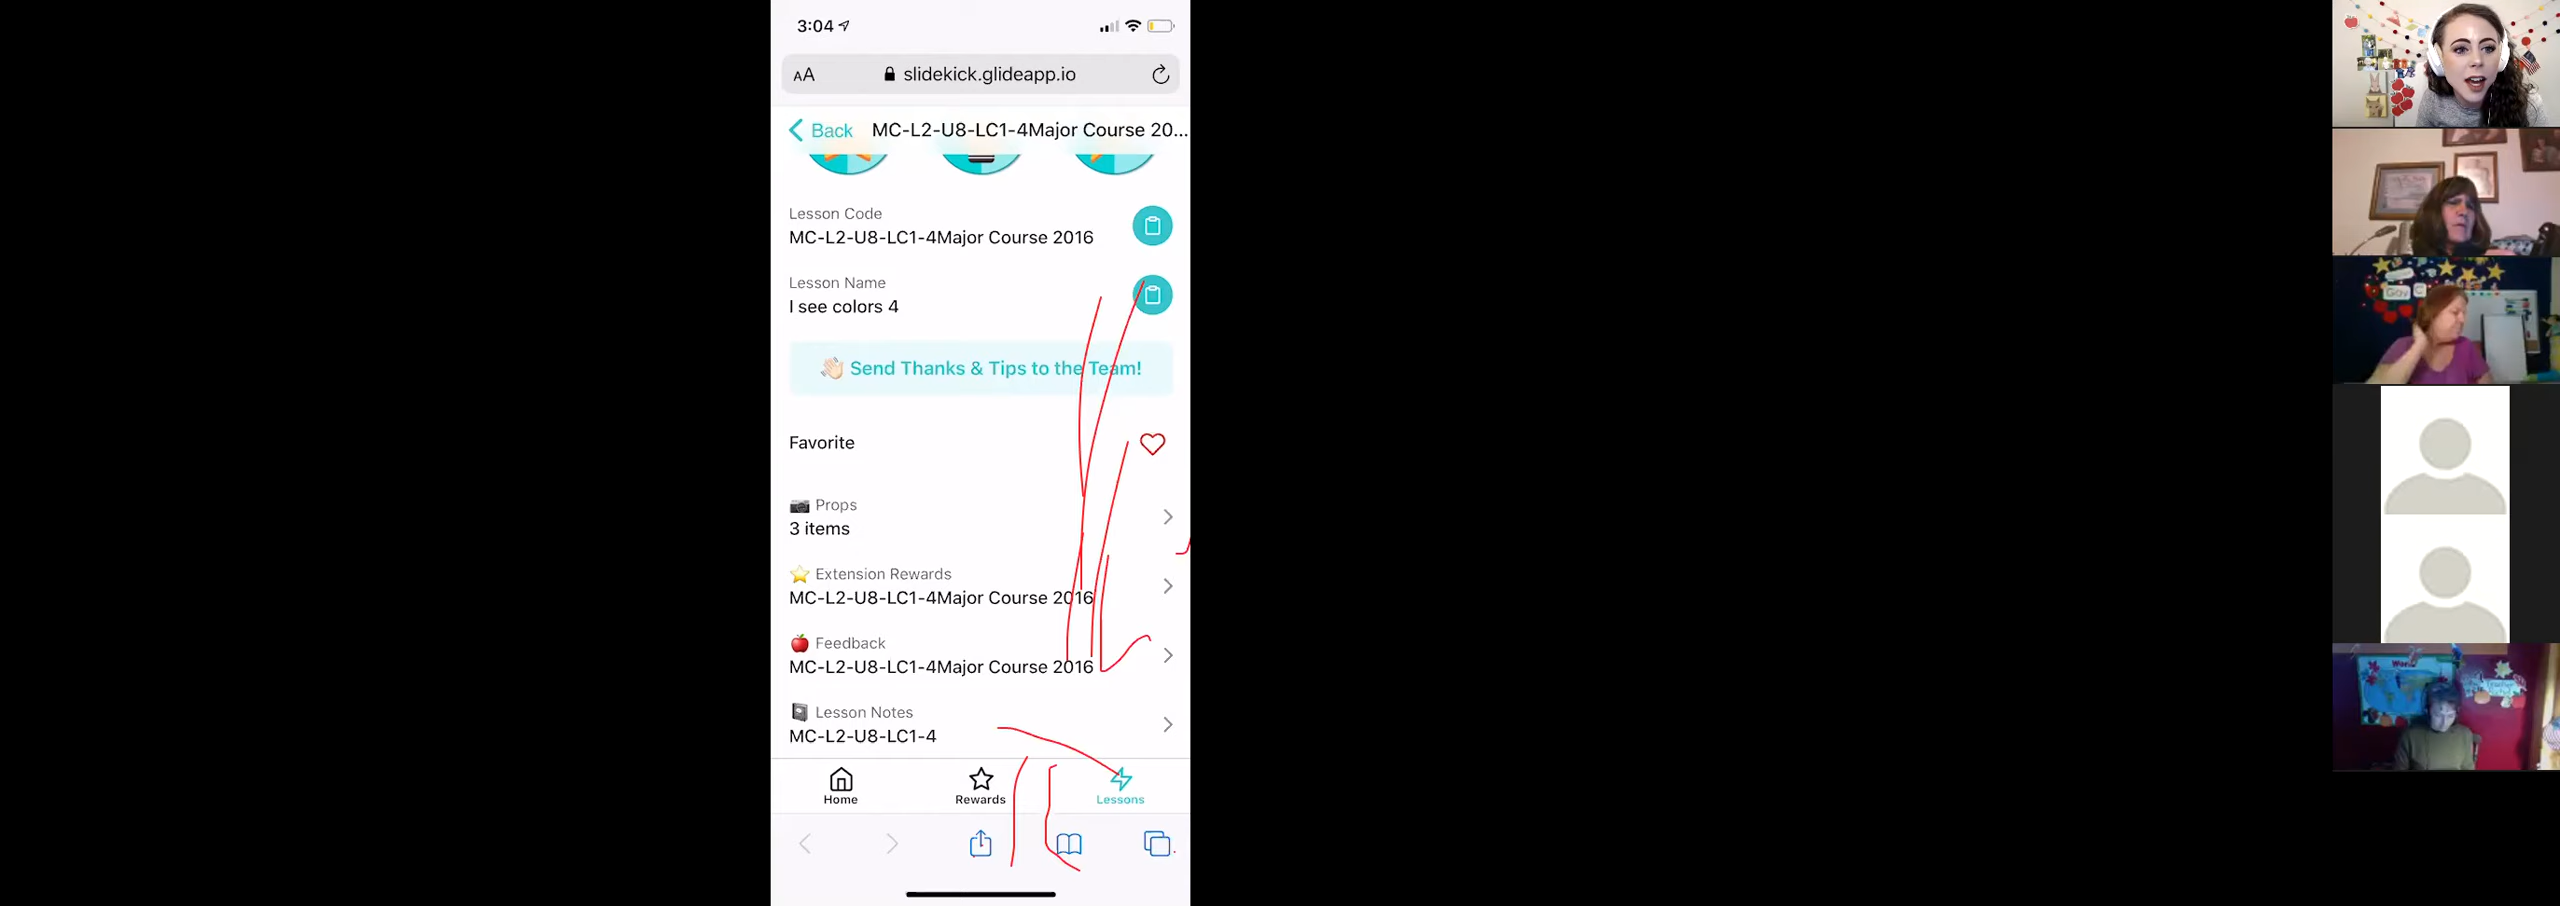 3:04
AA slidekick.glideapp.io
Back MC-L2-U8-LC1-4Major Course 20...
Lesson Code
MC-L2-U8-LC1-4Major Course 2016
Lesson Name
I see colors 4
Send Thanks & Tips to the Team!
Favorite
Props
3 items
Extension Rewards
MC-L2-U8-LC1-4Major Course 2016
Feedback
MC-L2-U8-LC1-4Major Course 2016
Lesson Notes
MC-L2-U8-LC1-4
Home Rewards Lessons